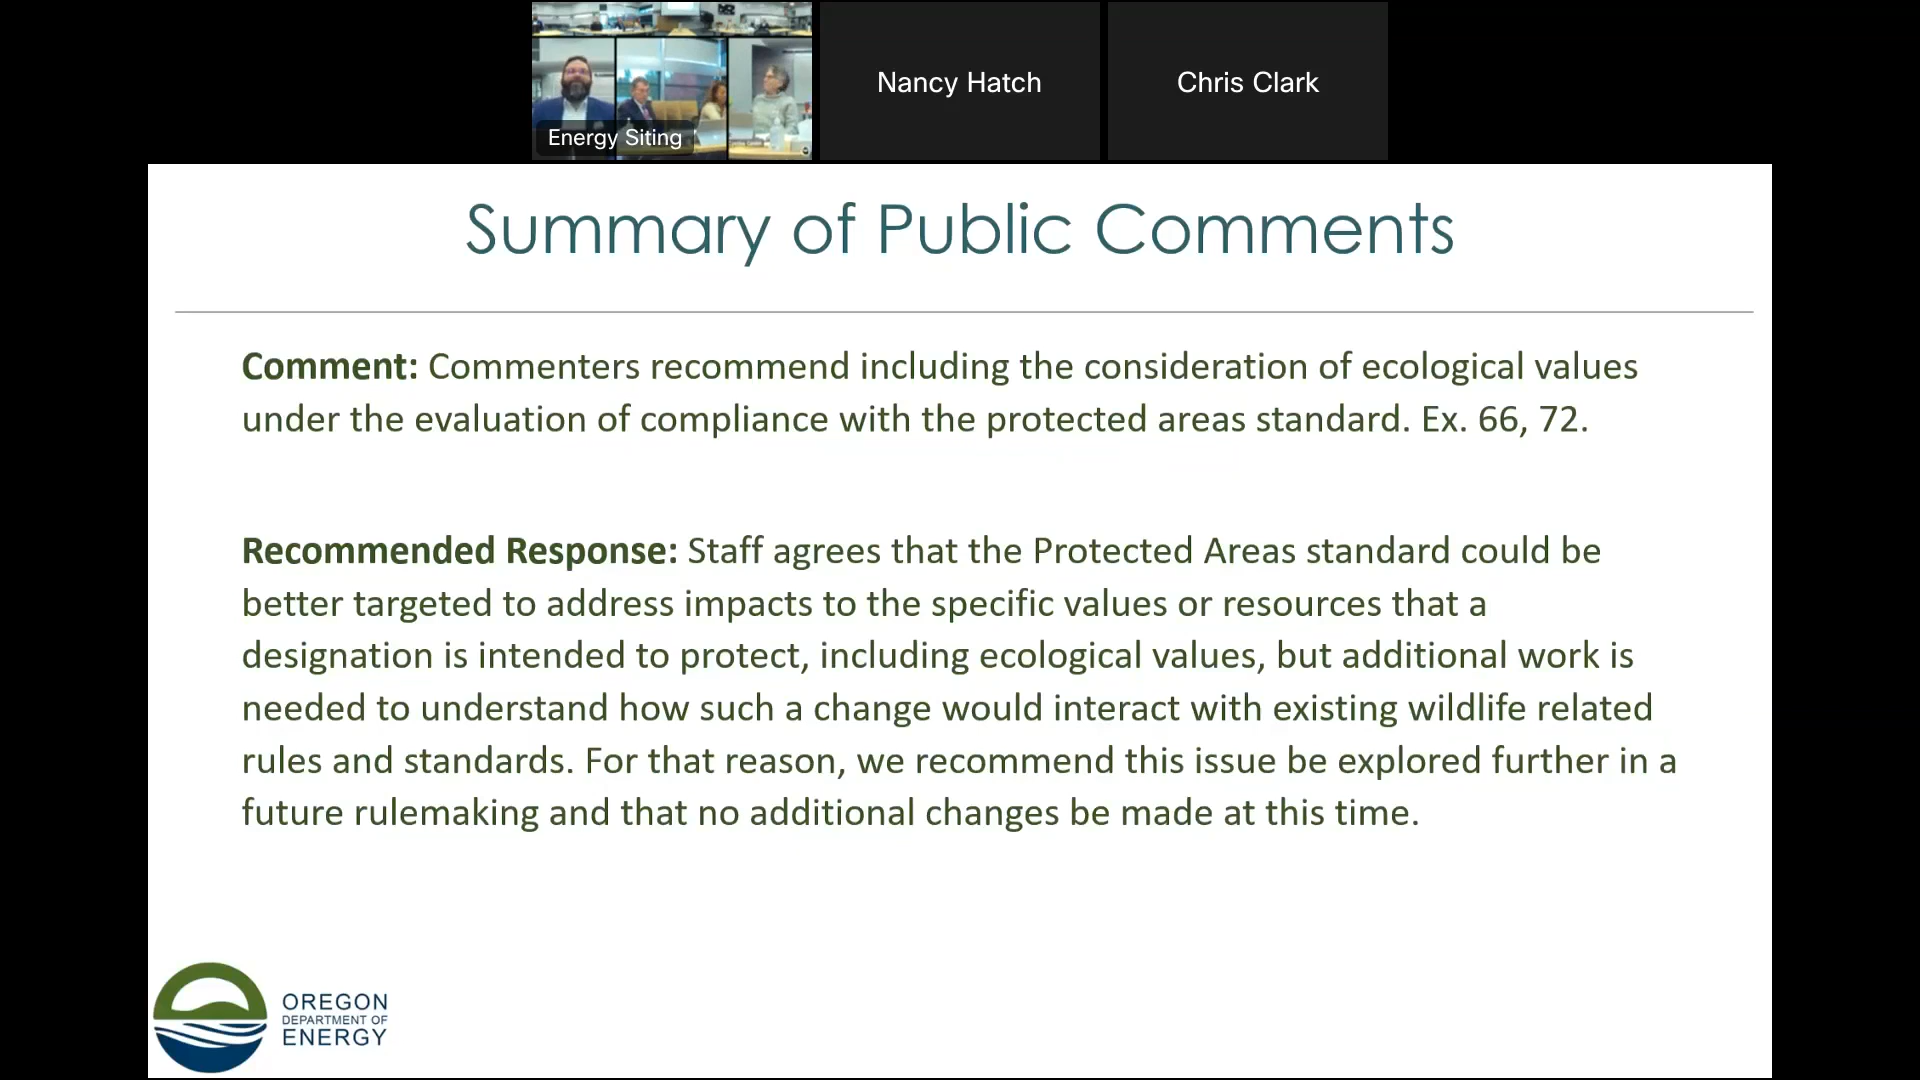 Energy Siting
Nancy Hatch
Chris Clark
Summary of Public Comments
Comment: Commenters recommend including the consideration of ecological values
under the evaluation of compliance with the protected areas standard. Ex. 66, 72.
Recommended Response: Staff agrees that the Protected Areas standard could be
better targeted to address impacts to the specific values or resources that a
designation is intended to protect, including ecological values, but additional work is
needed to understand how such a change would interact with existing wildlife related
rules and standards. For that reason, we recommend this issue be explored further in a
future rulemaking and that no additional changes be made at this time.
OREGON
DEPARTMENT OF
ENERGY